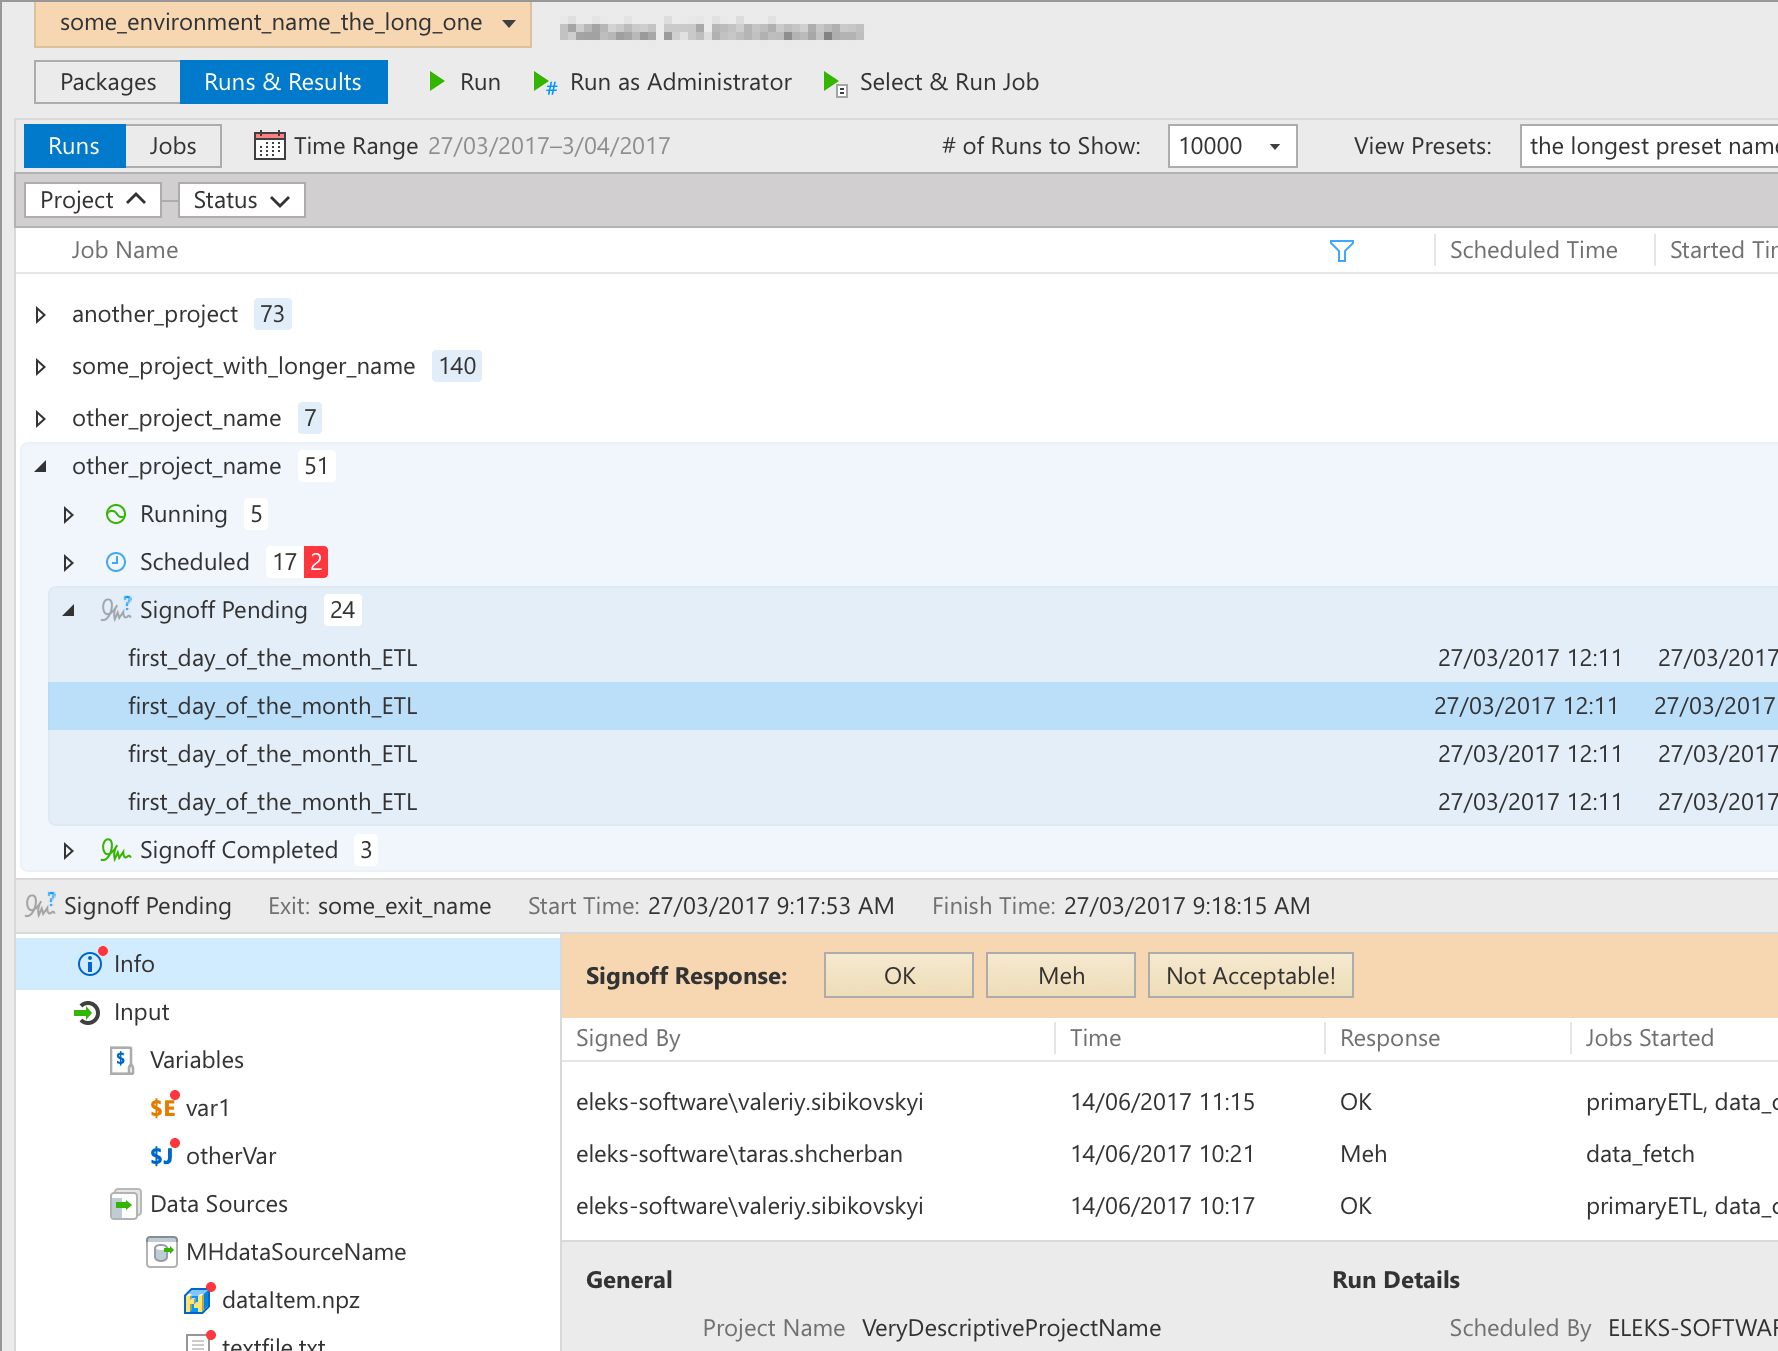 some_environment_name_the_long_one
Packages Runs & Results Run Run as Administrator Select & Run Job
Runs Jobs Time Range 27/03/2017–3/04/2017 # of Runs to Show: 10000 View Presets: the longest preset name
Project Status
Job Name Scheduled Time Started Tim
another_project 73
some_project_with_longer_name 140
other_project_name 7
other_project_name 51
Running 5
Scheduled 17 2
Signoff Pending 24
first_day_of_the_month_ETL 27/03/2017 12:11 27/03/2017
first_day_of_the_month_ETL 27/03/2017 12:11 27/03/2017
first_day_of_the_month_ETL 27/03/2017 12:11 27/03/2017
first_day_of_the_month_ETL 27/03/2017 12:11 27/03/2017
Signoff Completed 3
Signoff Pending Exit: some_exit_name Start Time: 27/03/2017 9:17:53 AM Finish Time: 27/03/2017 9:18:15 AM
Info
Input
Variables
$E var1
$J otherVar
Data Sources
MHdataSourceName
dataItem.npz
textfile.txt
Signoff Response: OK Meh Not Acceptable!
Signed By Time Response Jobs Started
eleks-software\valeriy.sibikovskyi 14/06/2017 11:15 OK primaryETL, data_
eleks-software\taras.shcherban 14/06/2017 10:21 Meh data_fetch
eleks-software\valeriy.sibikovskyi 14/06/2017 10:17 OK primaryETL, data_
General Run Details
Project Name VeryDescriptiveProjectName Scheduled By ELEKS-SOFTWAR